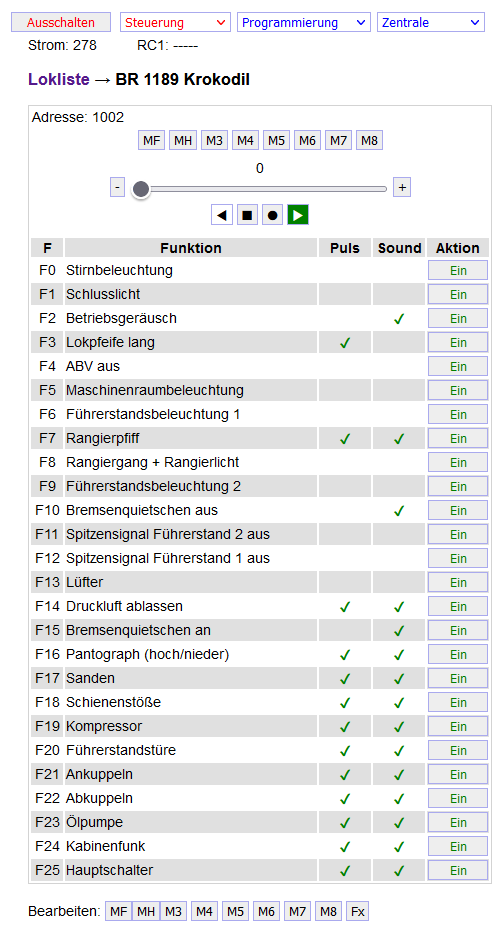 Ausschalten Steuerung Programmierung Zentrale
Strom: 278 RC1: -----
Lokliste → BR 1189 Krokodil
Adresse: 1002
MF MH M3 M4 M5 M6 M7 M8
0
- +
◀ ■ ● ▶
F Funktion Puls Sound Aktion
F0 Stirnbeleuchtung Ein
F1 Schlusslicht Ein
F2 Betriebsgeräusch ✓ Ein
F3 Lokpfeife lang ✓ Ein
F4 ABV aus Ein
F5 Maschinenraumbeleuchtung Ein
F6 Führerstandsbeleuchtung 1 Ein
F7 Rangierpfiff ✓ ✓ Ein
F8 Rangiergang + Rangierlicht Ein
F9 Führerstandsbeleuchtung 2 Ein
F10 Bremsenquietschen aus ✓ Ein
F11 Spitzensignal Führerstand 2 aus Ein
F12 Spitzensignal Führerstand 1 aus Ein
F13 Lüfter Ein
F14 Druckluft ablassen ✓ ✓ Ein
F15 Bremsenquietschen an ✓ Ein
F16 Pantograph (hoch/nieder) ✓ ✓ Ein
F17 Sanden ✓ ✓ Ein
F18 Schienenstöße ✓ ✓ Ein
F19 Kompressor ✓ ✓ Ein
F20 Führerstandstüre ✓ ✓ Ein
F21 Ankuppeln ✓ ✓ Ein
F22 Abkuppeln ✓ ✓ Ein
F23 Ölpumpe ✓ ✓ Ein
F24 Kabinenfunk ✓ ✓ Ein
F25 Hauptschalter ✓ ✓ Ein
Bearbeiten: MF MH M3 M4 M5 M6 M7 M8 Fx